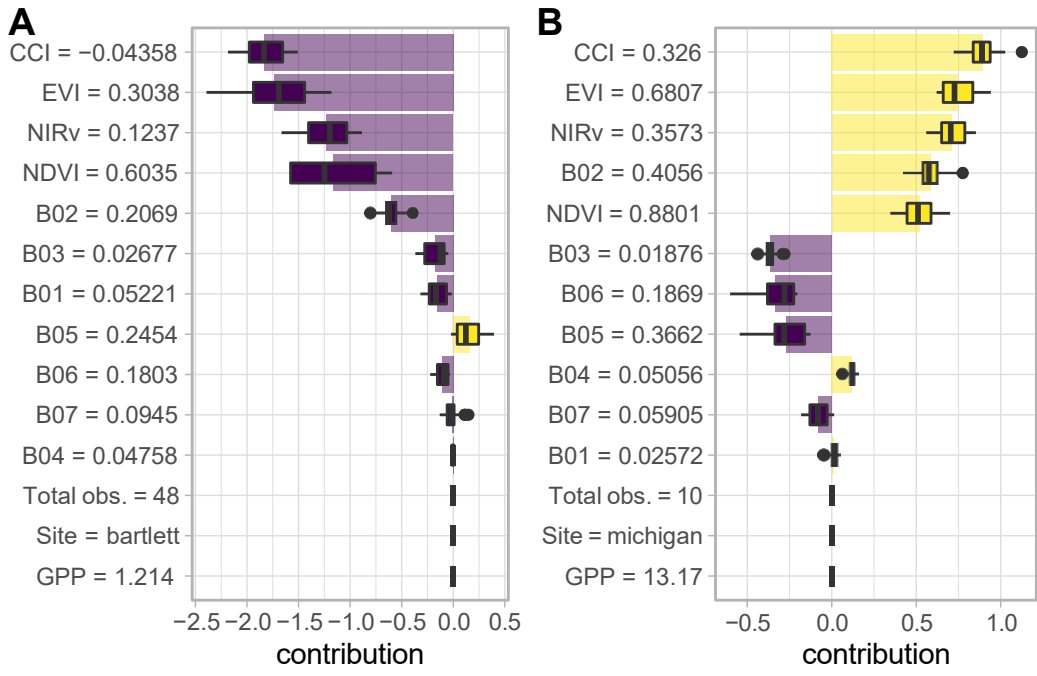 A
CCI = −0.04358
EVI = 0.3038
NIRv = 0.1237
NDVI = 0.6035
B02 = 0.2069
B03 = 0.02677
B01 = 0.05221
B05 = 0.2454
B06 = 0.1803
B07 = 0.0945
B04 = 0.04758
Total obs. = 48
Site = bartlett
GPP = 1.214
−2.5 −2.0 −1.5 −1.0 −0.5 0.0 0.5
contribution
B
CCI = 0.326
EVI = 0.6807
NIRv = 0.3573
B02 = 0.4056
NDVI = 0.8801
B03 = 0.01876
B06 = 0.1869
B05 = 0.3662
B04 = 0.05056
B07 = 0.05905
B01 = 0.02572
Total obs. = 10
Site = michigan
GPP = 13.17
−0.5 0.0 0.5 1.0
contribution